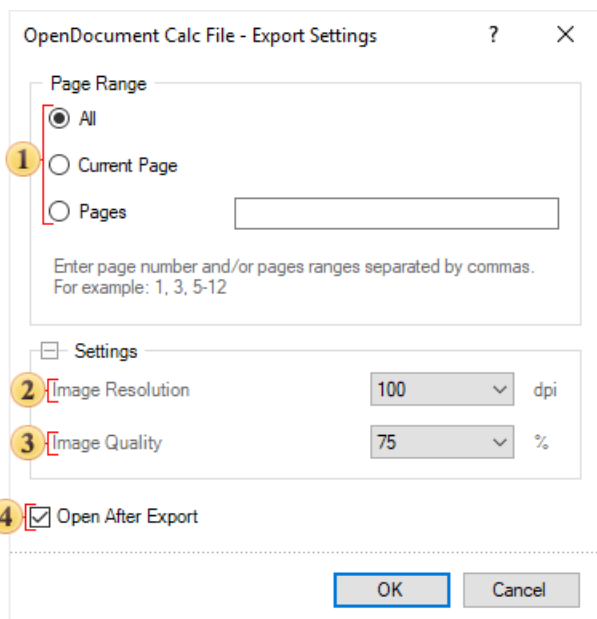 OpenDocument Calc File - Export Settings ?
Page Range
All
1
Current Page
Pages
Enter page number and/or pages ranges separated by commas.
For example: 1, 3, 5-12
Settings
2 Image Resolution 100 dpi
3 Image Quality 75 %
4 Open After Export
OK Cancel